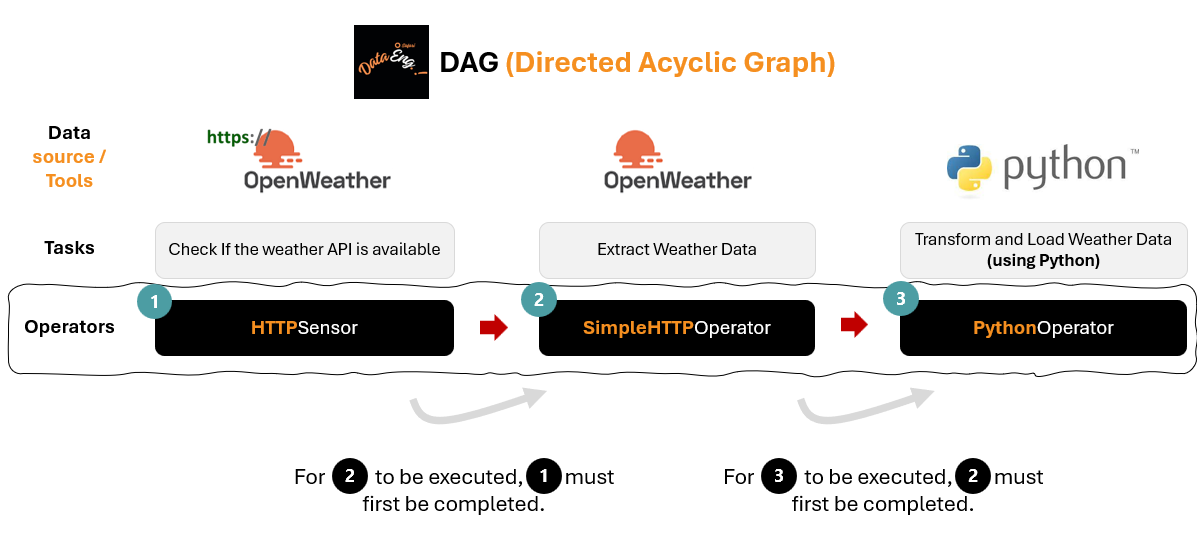 Data Eng.
DAG (Directed Acyclic Graph)
Data
source /
Tools
https://
OpenWeather
OpenWeather
python™
Tasks
Check If the weather API is available
Extract Weather Data
Transform and Load Weather Data
(using Python)
Operators
1
HTTPSensor
2
SimpleHTTPOperator
3
PythonOperator
For 2 to be executed, 1 must
first be completed.
For 3 to be executed, 2 must
first be completed.